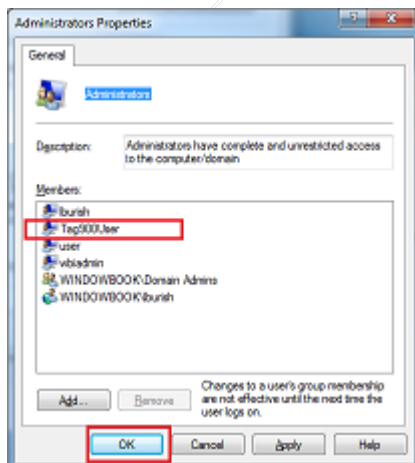 Administrators Properties
General
Administrators
Description:
Administrators have complete and unrestricted access
to the computer/domain
Members:
lburish
Tag900User
user
wbiadmin
WINDOWBOOK\Domain Admins
WINDOWBOOK\lburish
Add...
Remove
Changes to a user's group membership
are not effective until the next time the
user logs on.
OK
Cancel
Apply
Help